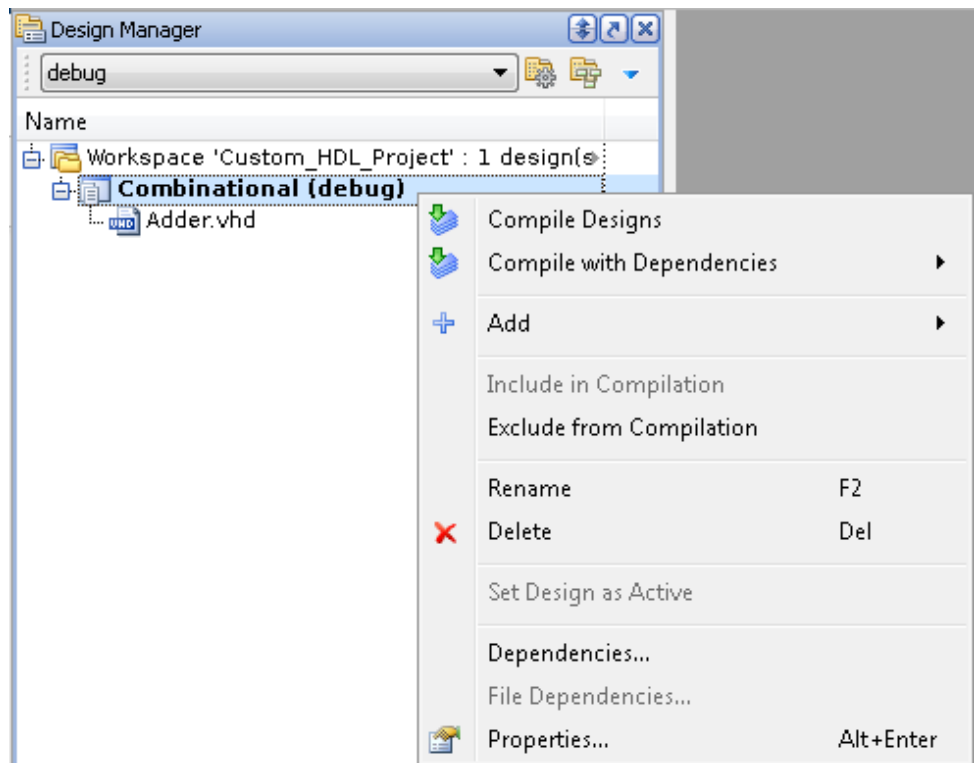 Design Manager
debug
Name
Workspace 'Custom_HDL_Project' : 1 design(s
Combinational (debug)
VHD Adder.vhd
Compile Designs
Compile with Dependencies
Add
Include in Compilation
Exclude from Compilation
Rename F2
Delete Del
Set Design as Active
Dependencies...
File Dependencies...
Properties... Alt+Enter